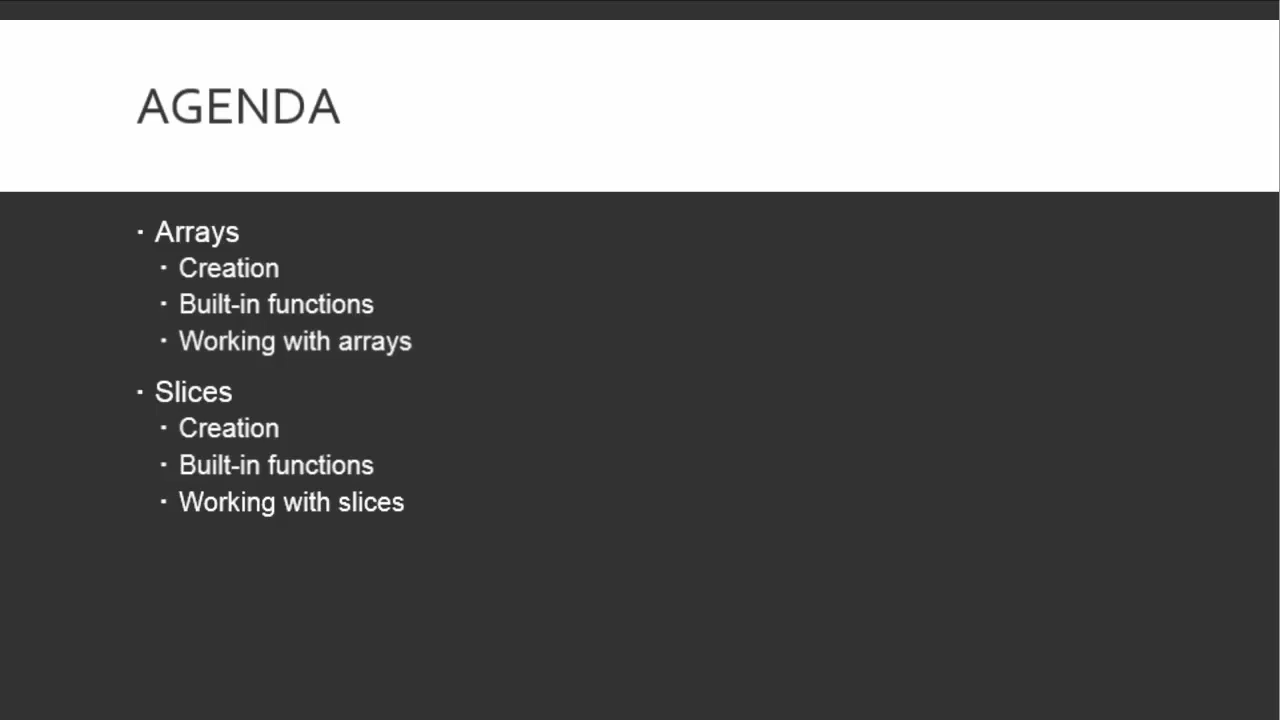 AGENDA
· Arrays
· Creation
· Built-in functions
· Working with arrays
· Slices
· Creation
· Built-in functions
· Working with slices